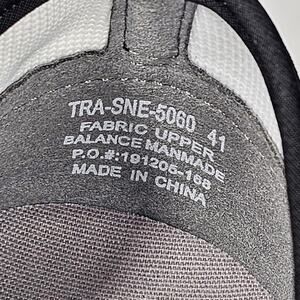 TRA-SNE-5060 41
FABRIC UPPER
BALANCE MANMADE
P.O.#:191205-168
MADE IN CHINA